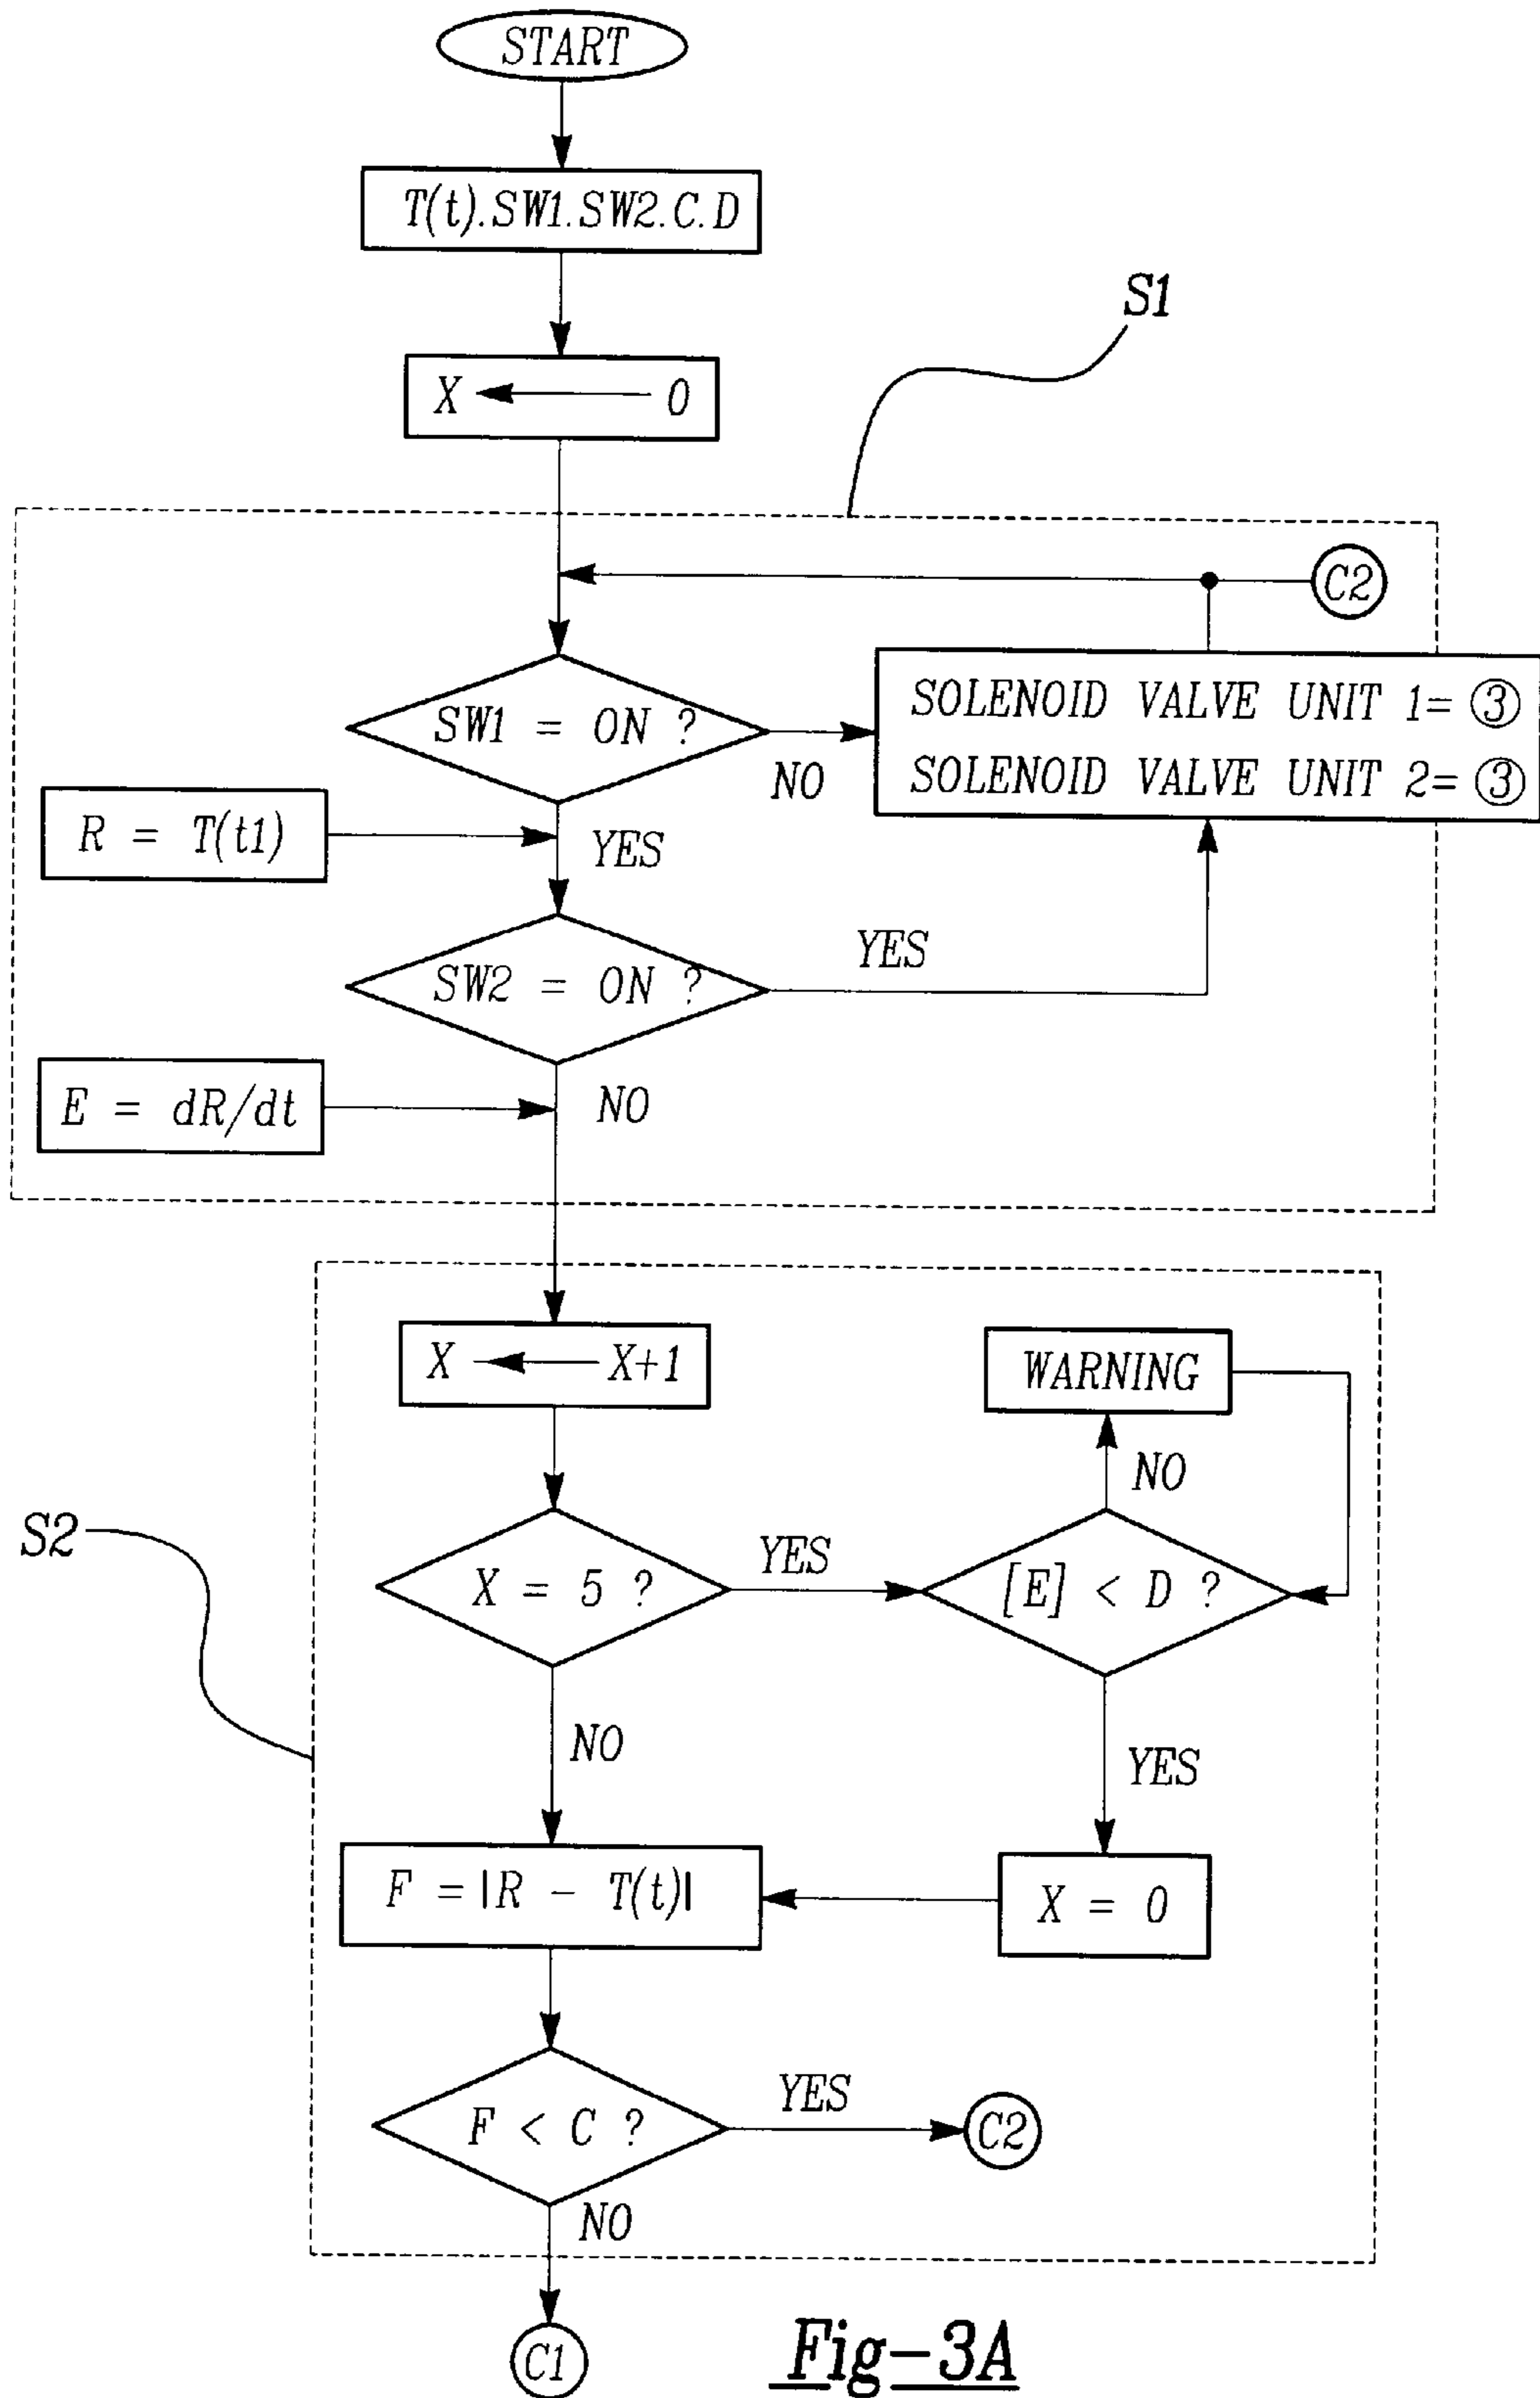 START
T(t).SW1.SW2.C.D
S1
X ← 0
C2
SW1 = ON ?
NO
SOLENOID VALVE UNIT 1= ③
SOLENOID VALVE UNIT 2= ③
R = T(t1)
YES
SW2 = ON ?
YES
E = dR/dt
NO
X ← X+1
WARNING
NO
S2
X = 5 ?
YES
[E] < D ?
NO
YES
F = |R - T(t)|
X = 0
F < C ?
YES
C2
NO
C1
Fig-3A